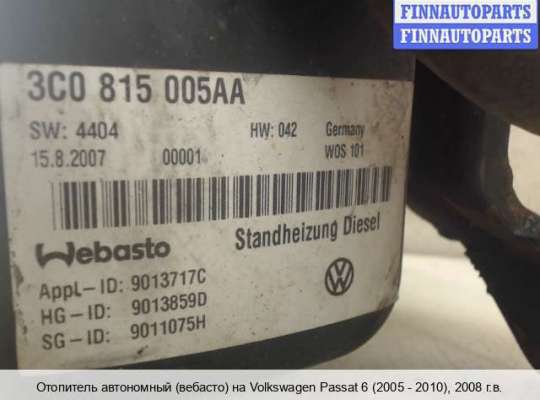 FINNAUTOPARTS
FINNAUTOPARTS
3C0 815 005AA
SW: 4404 HW: 042 Germany
15.8.2007 00001 WOS 101
Webasto Standheizung Diesel
Appl-ID: 9013717C
HG-ID: 9013859D
SG-ID: 9011075H
Отопитель автономный (вебасто) на Volkswagen Passat 6 (2005 - 2010), 2008 г.в.